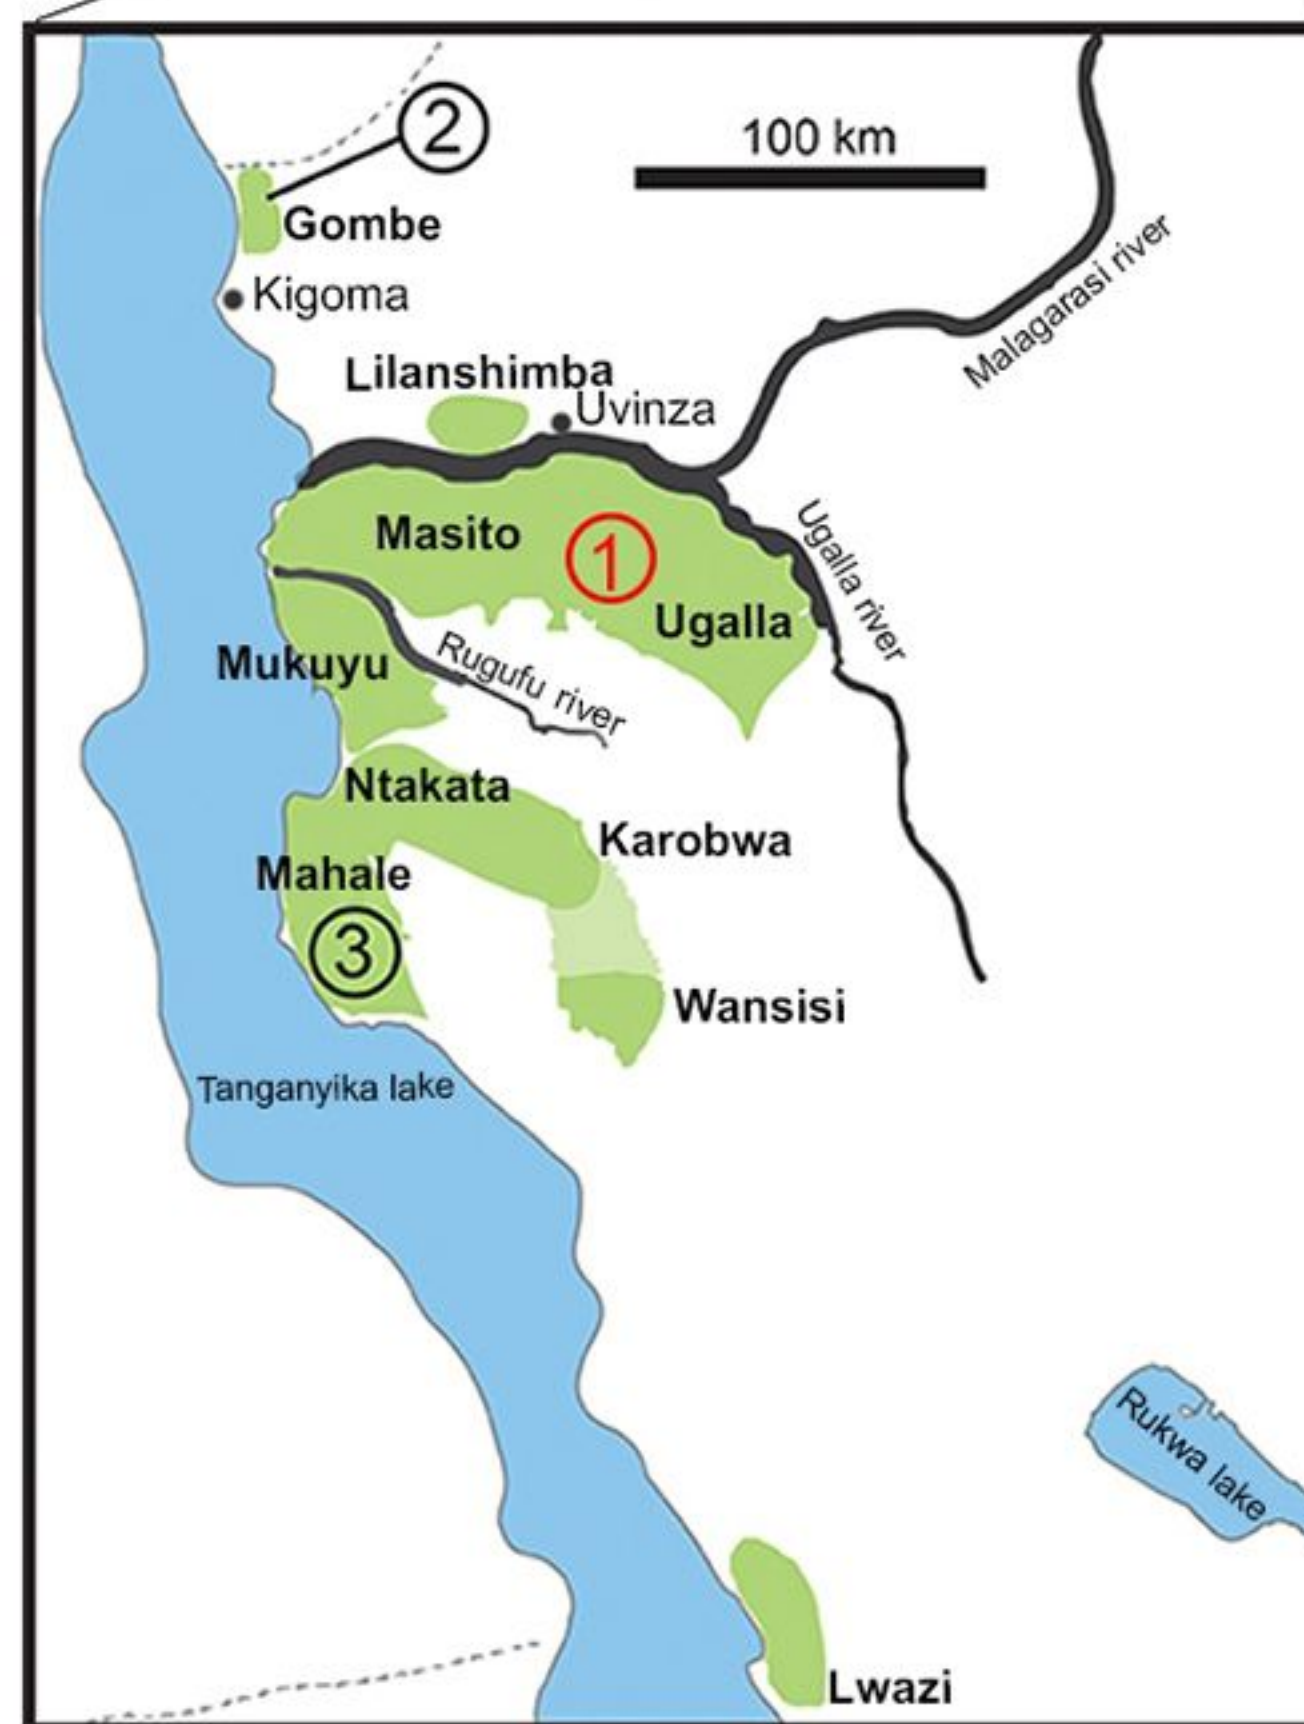 2
100 km
Gombe
Kigoma
Malagarasi river
Lilanshimba
Uvinza
Masito
1
Ugalla
Ugalla river
Mukuyu
Rugufu river
Ntakata
Karobwa
Mahale
3
Wansisi
Tanganyika lake
Rukwa lake
Lwazi